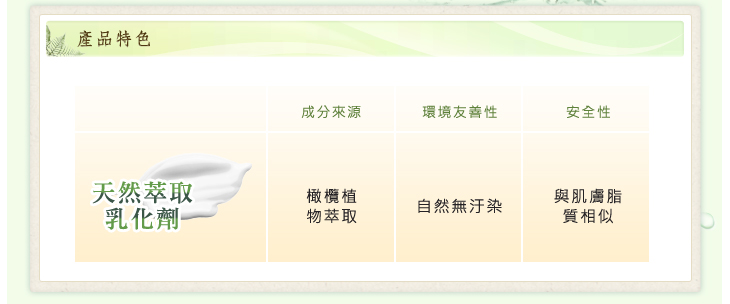 產品特色
成分來源 環境友善性 安全性
天然萃取
乳化劑
橄欖植
物萃取
自然無汙染
與肌膚脂
質相似